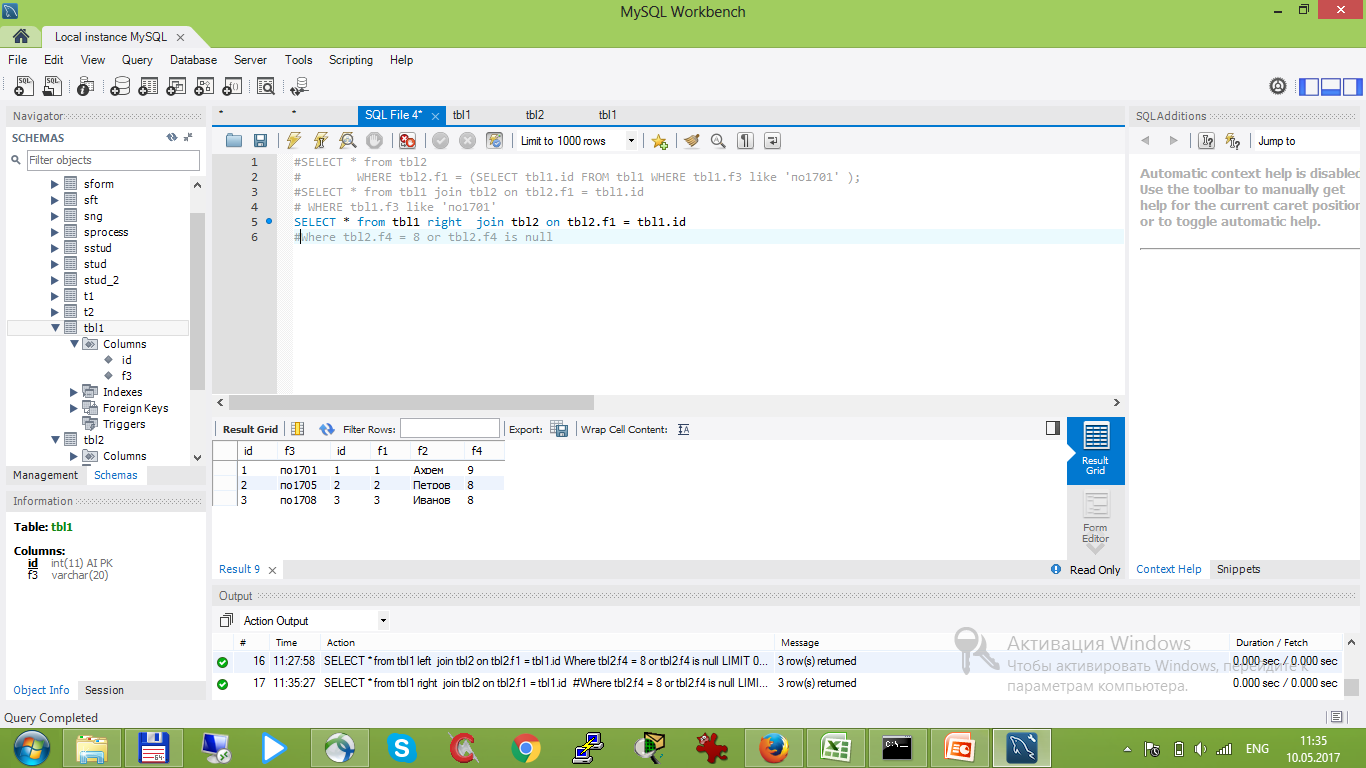 MySQL Workbench
Local instance MySQL
File Edit View Query Database Server Tools Scripting Help
Navigator
SCHEMAS
Filter objects
sform
sft
sng
sprocess
sstud
stud
stud_2
t1
t2
tbl1
Columns
id
f3
Indexes
Foreign Keys
Triggers
tbl2
Columns
Management Schemas
Information
Table: tbl1
Columns:
id int(11) AI PK
f3 varchar(20)
Object Info Session
SQL File 4* tbl1 tbl2 tbl1
Limit to 1000 rows
1 #SELECT * from tbl2
2 # WHERE tbl2.f1 = (SELECT tbl1.id FROM tbl1 WHERE tbl1.f3 like 'no1701' );
3 #SELECT * from tbl1 join tbl2 on tbl2.f1 = tbl1.id
4 # WHERE tbl1.f3 like 'no1701'
5 SELECT * from tbl1 right  join tbl2 on tbl2.f1 = tbl1.id
6 #Where tbl2.f4 = 8 or tbl2.f4 is null
Result Grid Filter Rows: Export: Wrap Cell Content:
id f3 id f1 f2 f4
1 по1701 1 1 Ахрем 9
2 по1705 2 2 Петров 8
3 по1708 3 3 Иванов 8
Result
Grid
Form
Editor
Result 9
Read Only
SQLAdditions
Jump to
Automatic context help is disabled.
Use the toolbar to manually get
help for the current caret position
or to toggle automatic help.
Context Help Snippets
Output
Action Output
# Time Action Message Duration / Fetch
16 11:27:58 SELECT * from tbl1 left  join tbl2 on tbl2.f1 = tbl1.id Where tbl2.f4 = 8 or tbl2.f4 is null LIMIT 0... 3 row(s) returned 0.000 sec / 0.000 sec
17 11:35:27 SELECT * from tbl1 right  join tbl2 on tbl2.f1 = tbl1.id  #Where tbl2.f4 = 8 or tbl2.f4 is null LIMI... 3 row(s) returned 0.000 sec / 0.000 sec
Активация Windows
Чтобы активировать Windows, перейдите к
параметрам компьютера.
Query Completed
ENG
11:35
10.05.2017